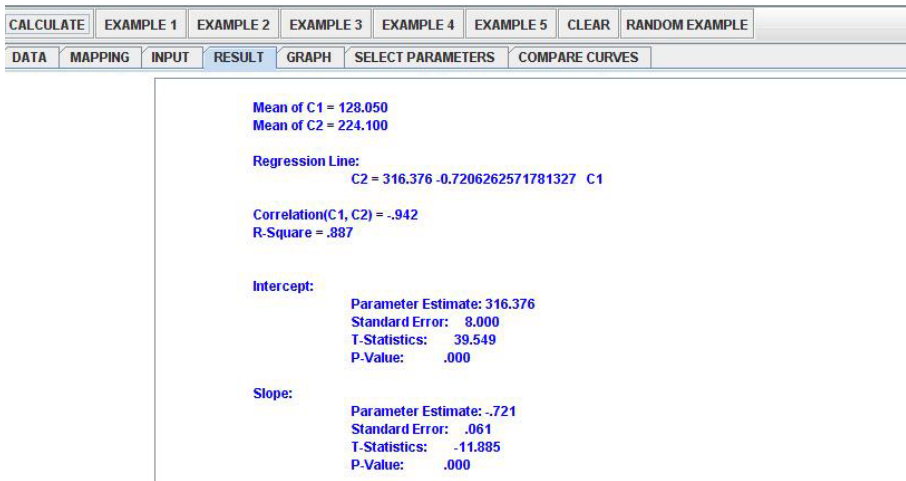 CALCULATE EXAMPLE 1 EXAMPLE 2 EXAMPLE 3 EXAMPLE 4 EXAMPLE 5 CLEAR RANDOM EXAMPLE
DATA MAPPING INPUT RESULT GRAPH SELECT PARAMETERS COMPARE CURVES
Mean of C1 = 128.050
Mean of C2 = 224.100
Regression Line:
C2 = 316.376 -0.7206262571781327 C1
Correlation(C1, C2) = -.942
R-Square = .887
Intercept:
Parameter Estimate: 316.376
Standard Error: 8.000
T-Statistics: 39.549
P-Value: .000
Slope:
Parameter Estimate: -.721
Standard Error: .061
T-Statistics: -11.885
P-Value: .000